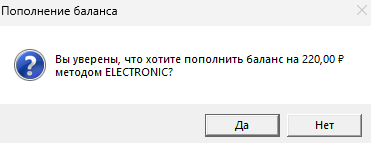 Пополнение баланса
Вы уверены, что хотите пополнить баланс на 220,00 ₽
методом ELECTRONIC?
Да
Нет